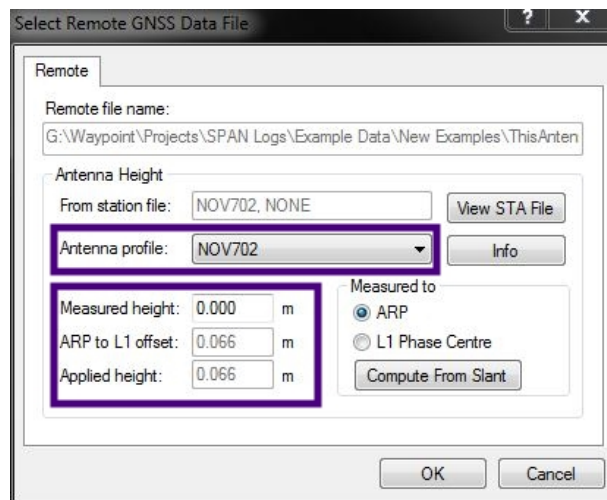 Select Remote GNSS Data File
? X
Remote
Remote file name:
G:\Waypoint\Projects\SPAN Logs\Example Data\New Examples\ThisAnten
Antenna Height
From station file: NOV702, NONE View STA File
Antenna profile: NOV702 Info
Measured to
Measured height: 0.000 m ARP
ARP to L1 offset: 0.066 m L1 Phase Centre
Applied height: 0.066 m Compute From Slant
OK Cancel